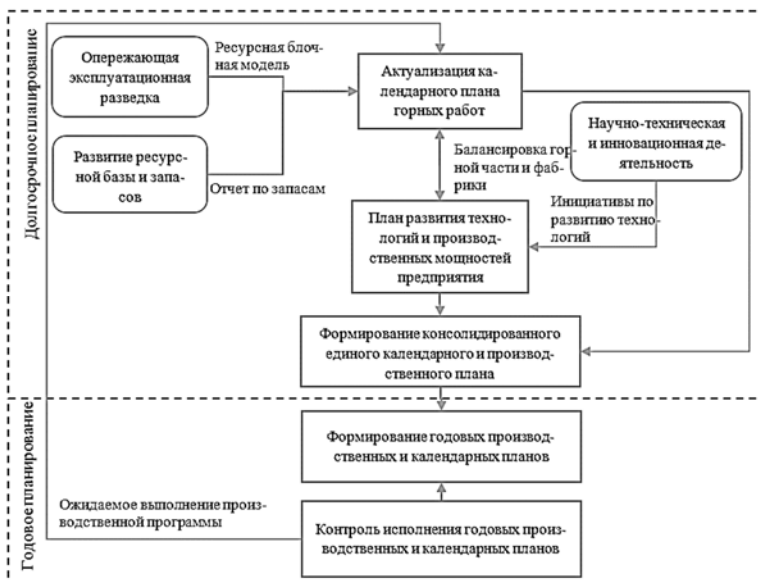 Долгосрочное планирование
Опережающая
эксплуатационная
разведка
Ресурсная блоч-
ная модель
Актуализация ка-
лендарного плана
горных работ
Научно-техническая
и инновационная де-
ятельность
Развитие ресурс-
ной базы и запа-
сов
Отчет по запасам
Балансировка гор-
ной части и фаб-
рики
Инициативы по
развитию техно-
логий
План развития техно-
логий и производ-
ственных мощностей
предприятия
Формирование консолидированного
единого календарного и производ-
ственного плана
Годовое планирование
Формирование годовых производ-
ственных и календарных планов
Ожидаемое выполнение произ-
водственной программы
Контроль исполнения годовых произ-
водственных и календарных планов